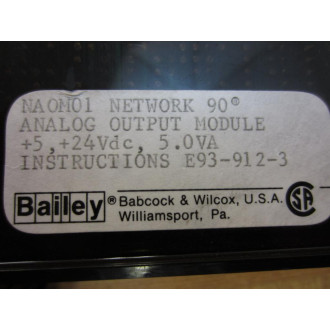 NAOM01 NETWORK 90®
ANALOG OUTPUT MODULE
+5,+24Vdc, 5.0VA
INSTRUCTIONS E93-912-3
Bailey® Babcock & Wilcox, U.S.A.
Williamsport, Pa.
SA